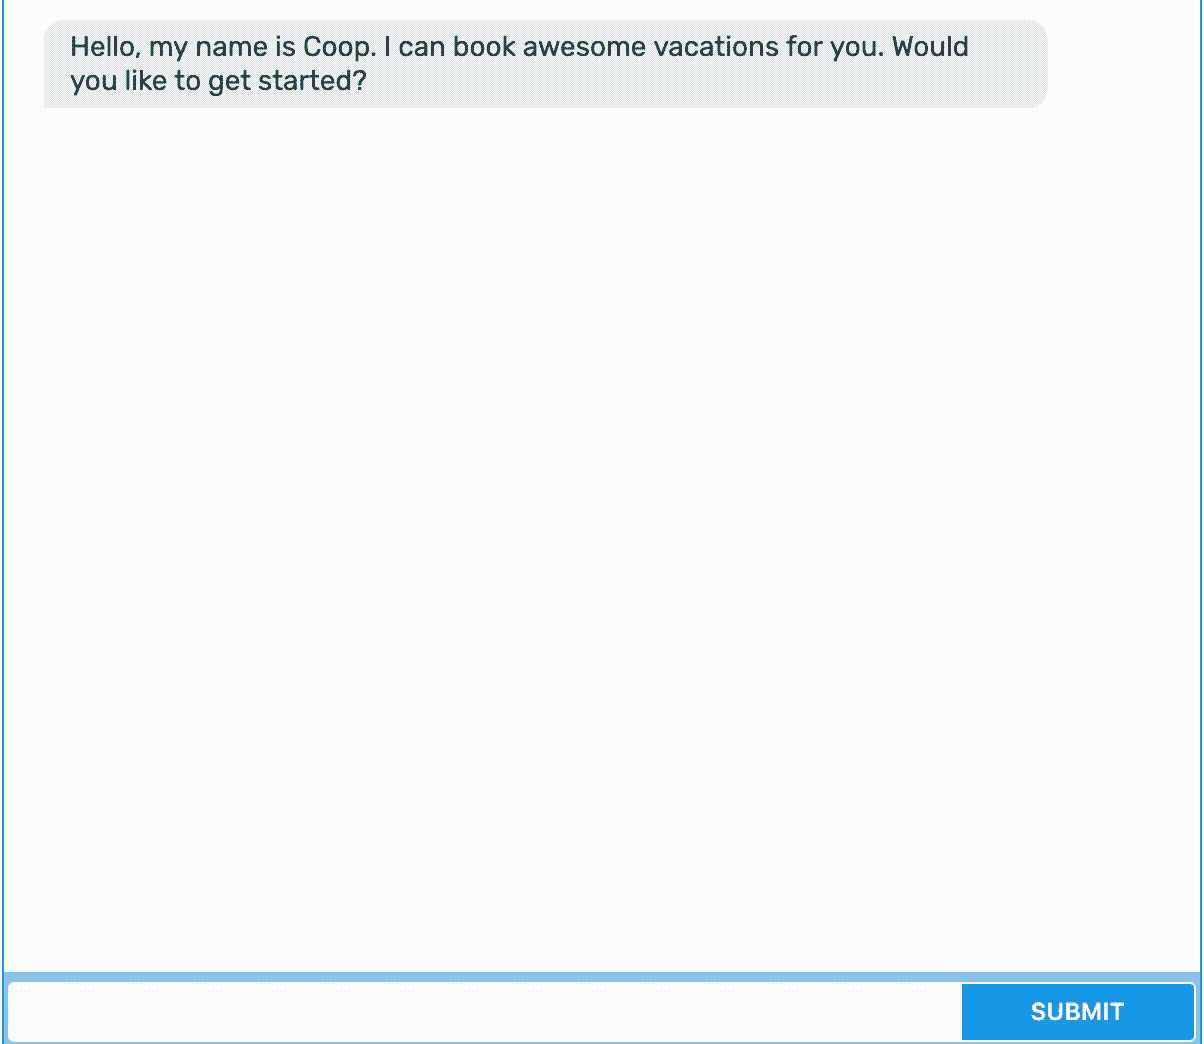 Hello, my name is Coop. I can book awesome vacations for you. Would
you like to get started?
SUBMIT